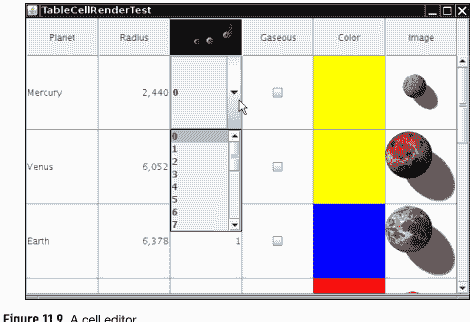 TableCellRenderTest
Planet Radius Gaseous Color Image
Mercury 2,440 0
0
1
Venus 6,052 2
3
4
5
6
7
Earth 6,378 1
Figure 11.9 A cell editor